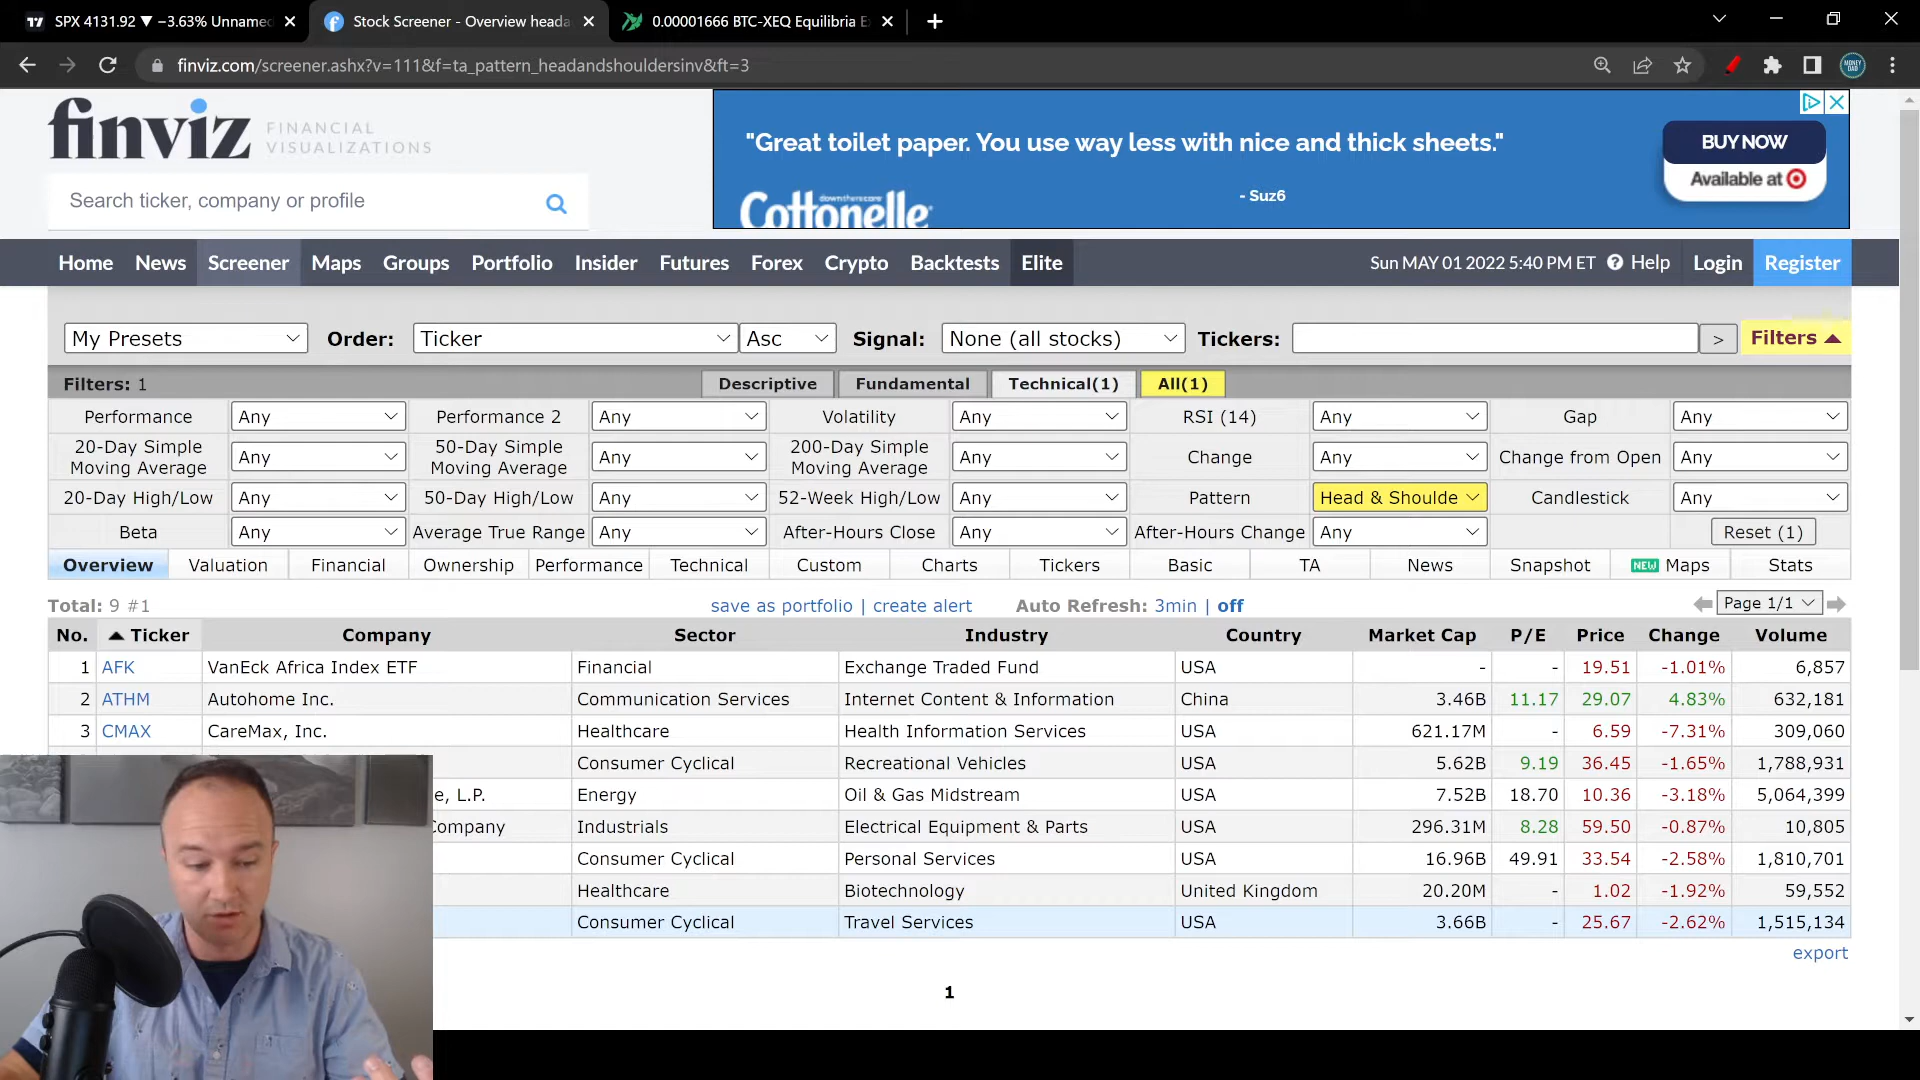 SPX 4131.92 ▼ −3.63% Unnamed
Stock Screener - Overview heada
0.00001666 BTC-XEQ Equilibria E
finviz.com/screener.ashx?v=111&f=ta_pattern_headandshouldersinv&ft=3
finviz FINANCIAL VISUALIZATIONS
Search ticker, company or profile
"Great toilet paper. You use way less with nice and thick sheets."
- Suz6
down there care
Cottonelle
BUY NOW
Available at
Home News Screener Maps Groups Portfolio Insider Futures Forex Crypto Backtests Elite Sun MAY 01 2022 5:40 PM ET Help Login Register
My Presets Order: Ticker Asc Signal: None (all stocks) Tickers: > Filters ▲
Filters: 1 Descriptive Fundamental Technical(1) All(1)
Performance Any Performance 2 Any Volatility Any RSI (14) Any Gap Any
20-Day Simple Moving Average Any 50-Day Simple Moving Average Any 200-Day Simple Moving Average Any Change Any Change from Open Any
20-Day High/Low Any 50-Day High/Low Any 52-Week High/Low Any Pattern Head & Shoulde Candlestick Any
Beta Any Average True Range Any After-Hours Close Any After-Hours Change Any Reset (1)
Overview Valuation Financial Ownership Performance Technical Custom Charts Tickers Basic TA News Snapshot NEW Maps Stats
Total: 9 #1 save as portfolio | create alert Auto Refresh: 3min | off Page 1/1
No. ▲ Ticker Company Sector Industry Country Market Cap P/E Price Change Volume
1 AFK VanEck Africa Index ETF Financial Exchange Traded Fund USA - - 19.51 -1.01% 6,857
2 ATHM Autohome Inc. Communication Services Internet Content & Information China 3.46B 11.17 29.07 4.83% 632,181
3 CMAX CareMax, Inc. Healthcare Health Information Services USA 621.17M - 6.59 -7.31% 309,060
Consumer Cyclical Recreational Vehicles USA 5.62B 9.19 36.45 -1.65% 1,788,931
e, L.P. Energy Oil & Gas Midstream USA 7.52B 18.70 10.36 -3.18% 5,064,399
Company Industrials Electrical Equipment & Parts USA 296.31M 8.28 59.50 -0.87% 10,805
Consumer Cyclical Personal Services USA 16.96B 49.91 33.54 -2.58% 1,810,701
Healthcare Biotechnology United Kingdom 20.20M - 1.02 -1.92% 59,552
Consumer Cyclical Travel Services USA 3.66B - 25.67 -2.62% 1,515,134
export
1